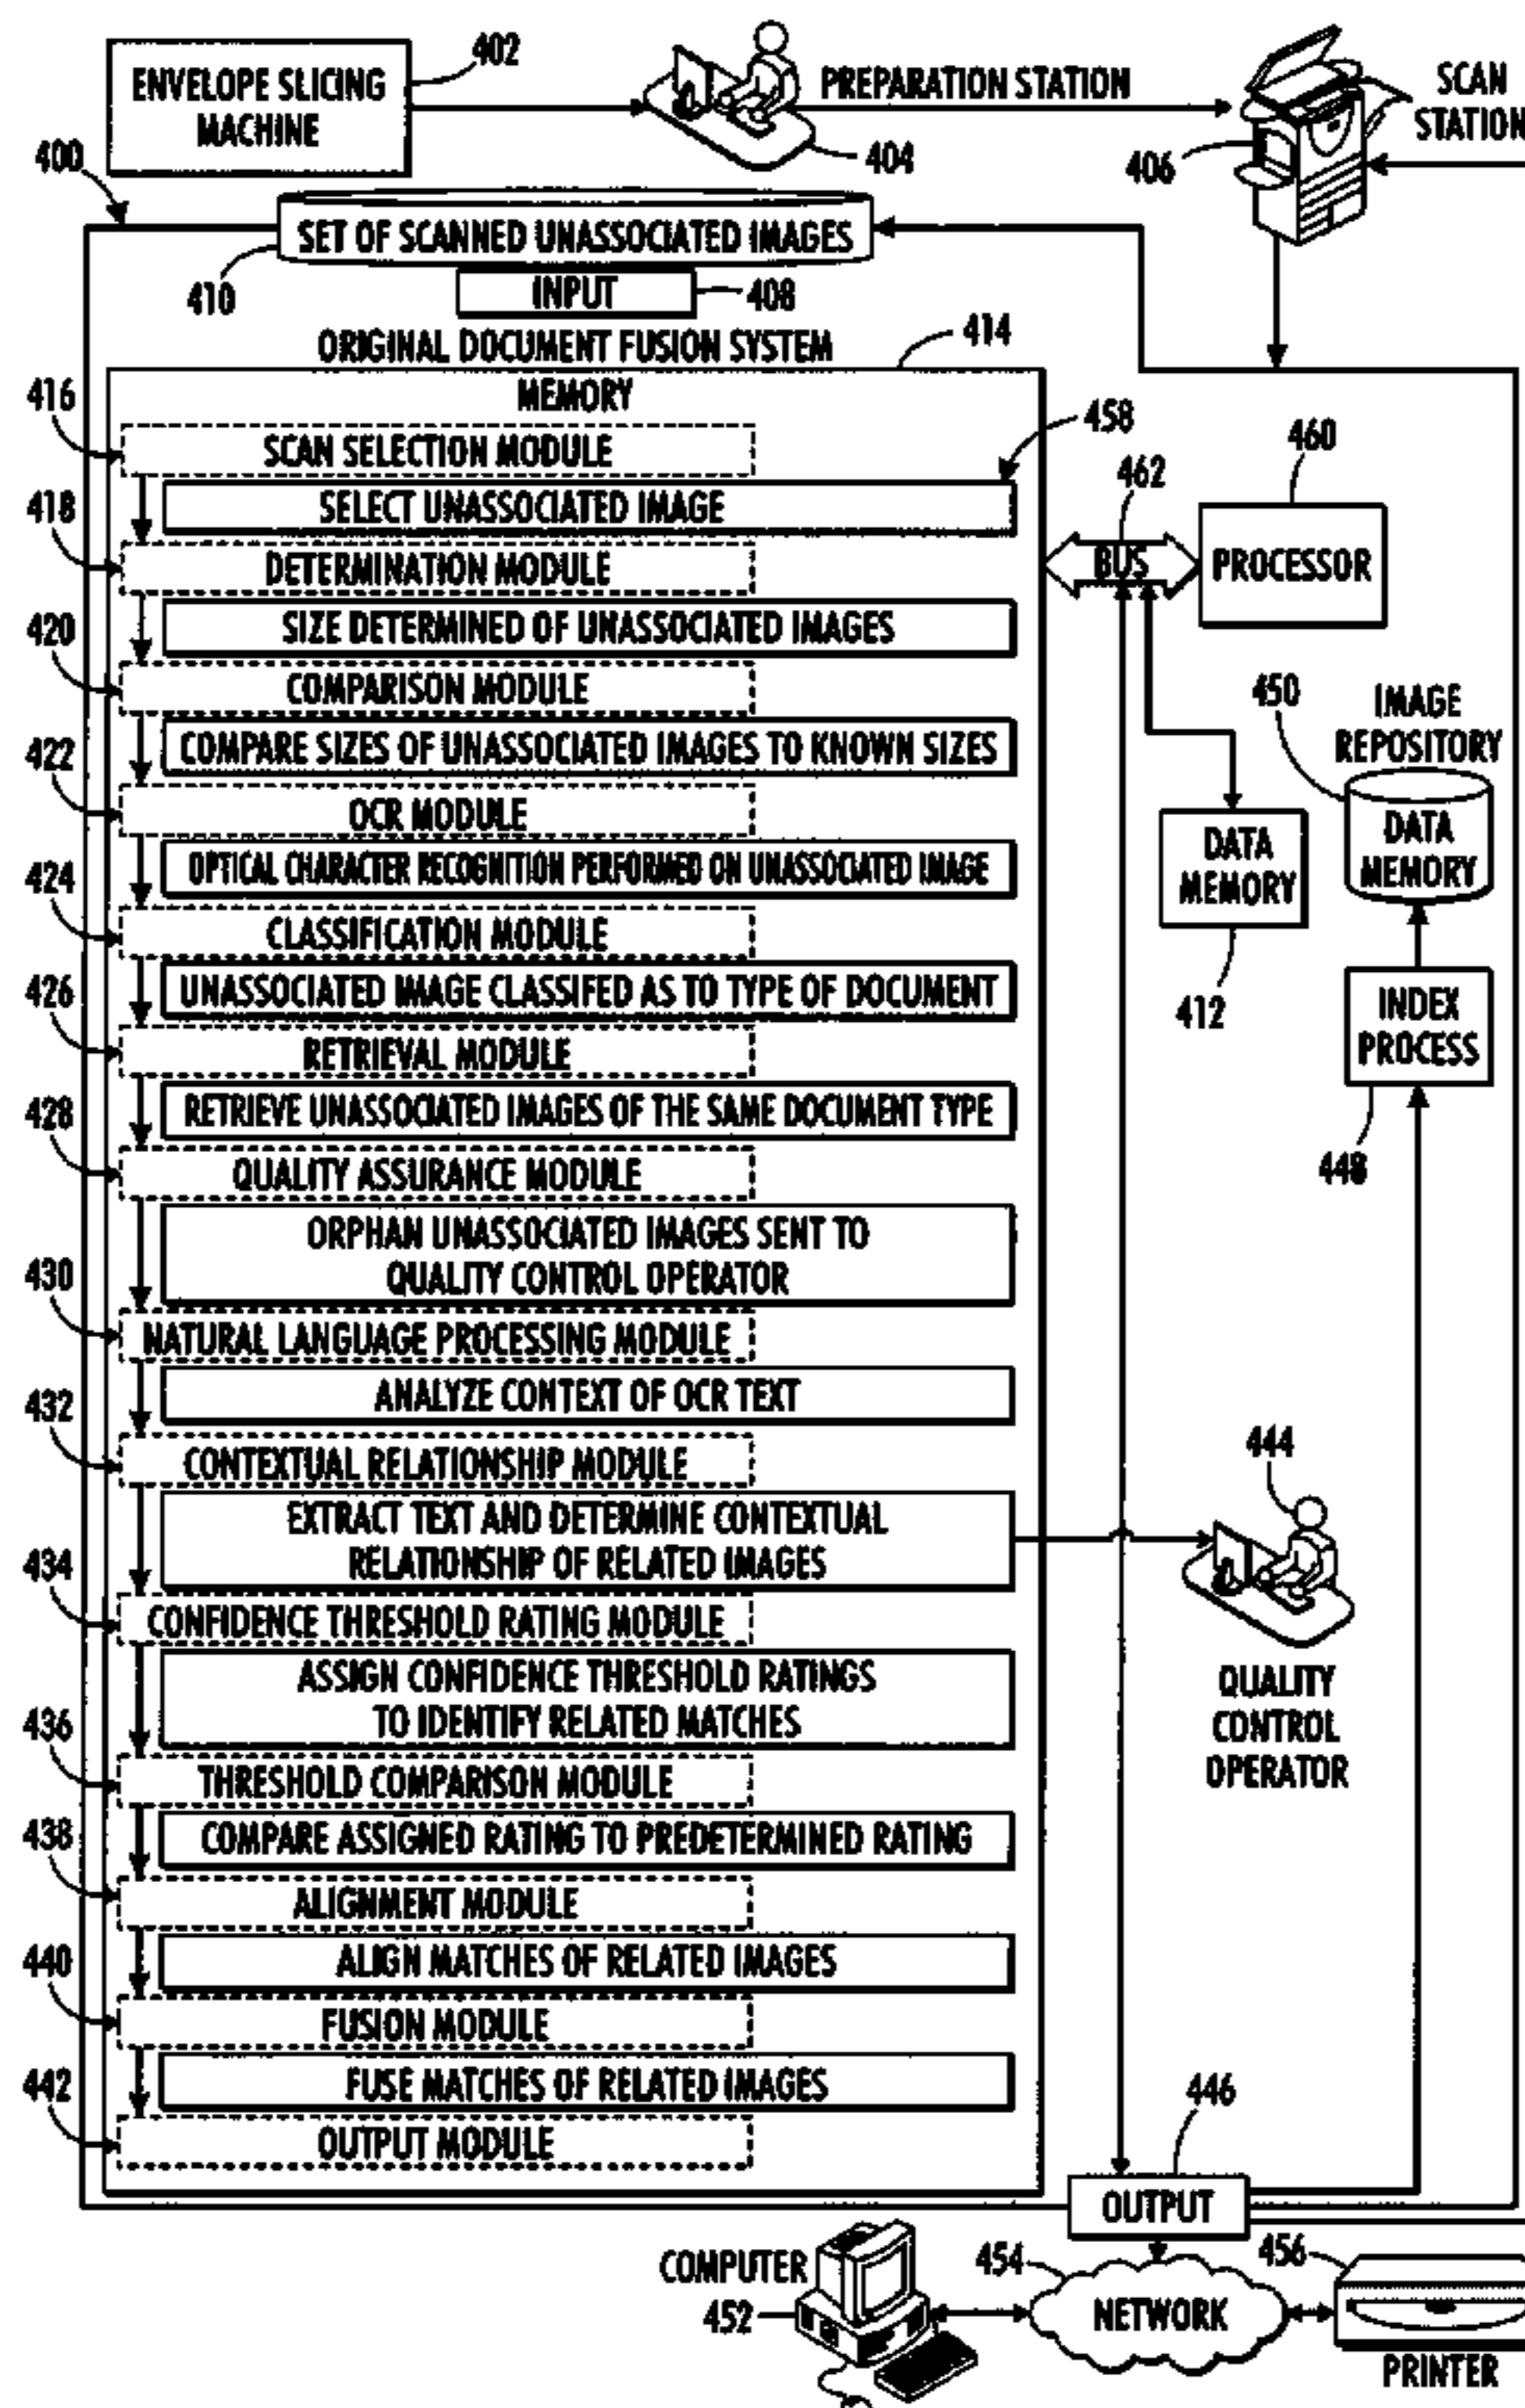 402
ENVELOPE SLICING
MACHINE
PREPARATION STATION
SCAN
STATION
400
404
406
SET OF SCANNED UNASSOCIATED IMAGES
410
INPUT
408
ORIGINAL DOCUMENT FUSION SYSTEM
414
MEMORY
416
SCAN SELECTION MODULE
458
460
462
SELECT UNASSOCIATED IMAGE
418
DETERMINATION MODULE
BUS
PROCESSOR
SIZE DETERMINED OF UNASSOCIATED IMAGES
420
COMPARISON MODULE
450
IMAGE
REPOSITORY
COMPARE SIZES OF UNASSOCIATED IMAGES TO KNOWN SIZES
422
OCR MODULE
DATA
MEMORY
DATA
MEMORY
OPTICAL CHARACTER RECOGNITION PERFORMED ON UNASSOCIATED IMAGE
424
CLASSIFICATION MODULE
UNASSOCIATED IMAGE CLASSIFED AS TO TYPE OF DOCUMENT
412
INDEX
PROCESS
426
RETRIEVAL MODULE
RETRIEVE UNASSOCIATED IMAGES OF THE SAME DOCUMENT TYPE
428
448
QUALITY ASSURANCE MODULE
ORPHAN UNASSOCIATED IMAGES SENT TO
QUALITY CONTROL OPERATOR
430
NATURAL LANGUAGE PROCESSING MODULE
ANALYZE CONTEXT OF OCR TEXT
432
444
CONTEXTUAL RELATIONSHIP MODULE
EXTRACT TEXT AND DETERMINE CONTEXTUAL
RELATIONSHIP OF RELATED IMAGES
434
CONFIDENCE THRESHOLD RATING MODULE
ASSIGN CONFIDENCE THRESHOLD RATINGS
TO IDENTIFY RELATED MATCHES
QUALITY
CONTROL
OPERATOR
436
THRESHOLD COMPARISON MODULE
438
COMPARE ASSIGNED RATING TO PREDETERMINED RATING
ALIGNMENT MODULE
440
ALIGN MATCHES OF RELATED IMAGES
FUSION MODULE
442
FUSE MATCHES OF RELATED IMAGES
446
OUTPUT MODULE
OUTPUT
COMPUTER
452
454
NETWORK
456
PRINTER